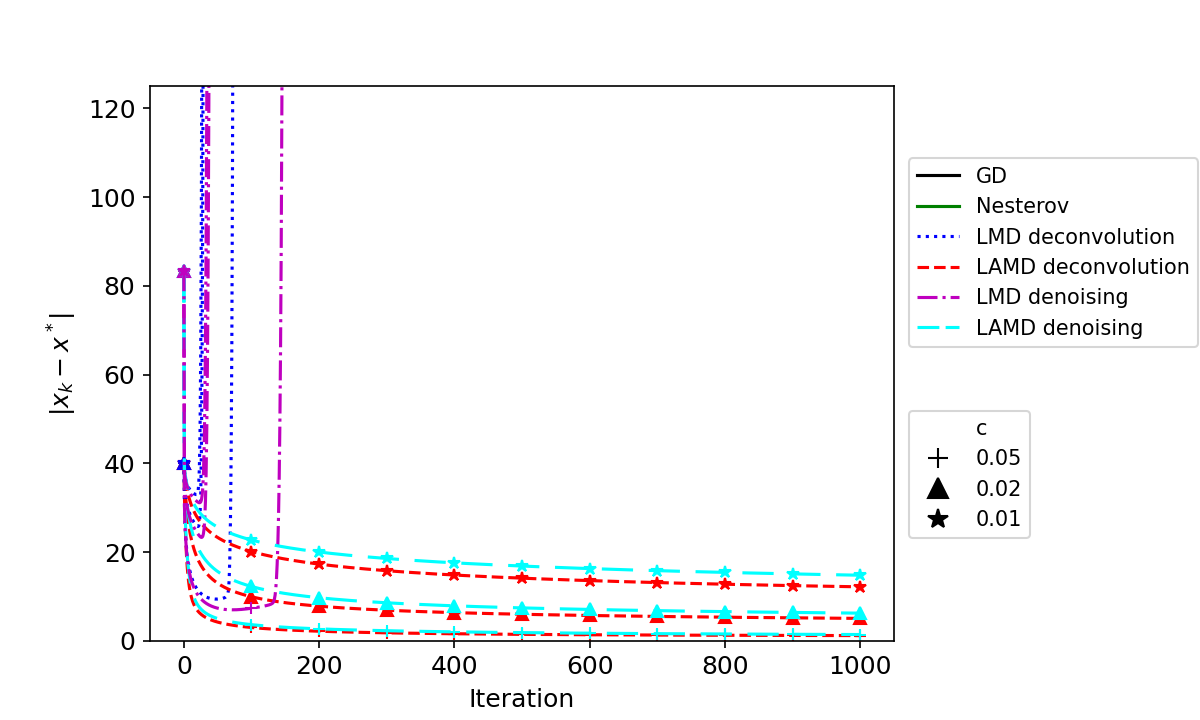 120
100
80
60
40
20
0
|x_k − x^*|
0 200 400 600 800 1000
Iteration
GD
Nesterov
LMD deconvolution
LAMD deconvolution
LMD denoising
LAMD denoising
c
0.05
0.02
0.01